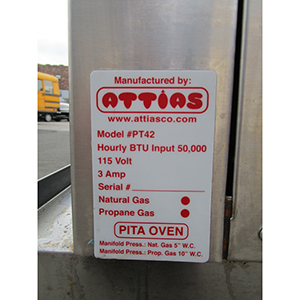 Manufactured by:
ATTIAS
www.attiasco.com
Model #PT42
Hourly BTU Input 50,000
115 Volt
3 Amp
Serial #
Natural Gas
Propane Gas
PITA OVEN
Manifold Press.: Nat. Gas 5" W.C.
Manifold Press.: Prop. Gas 10" W.C.